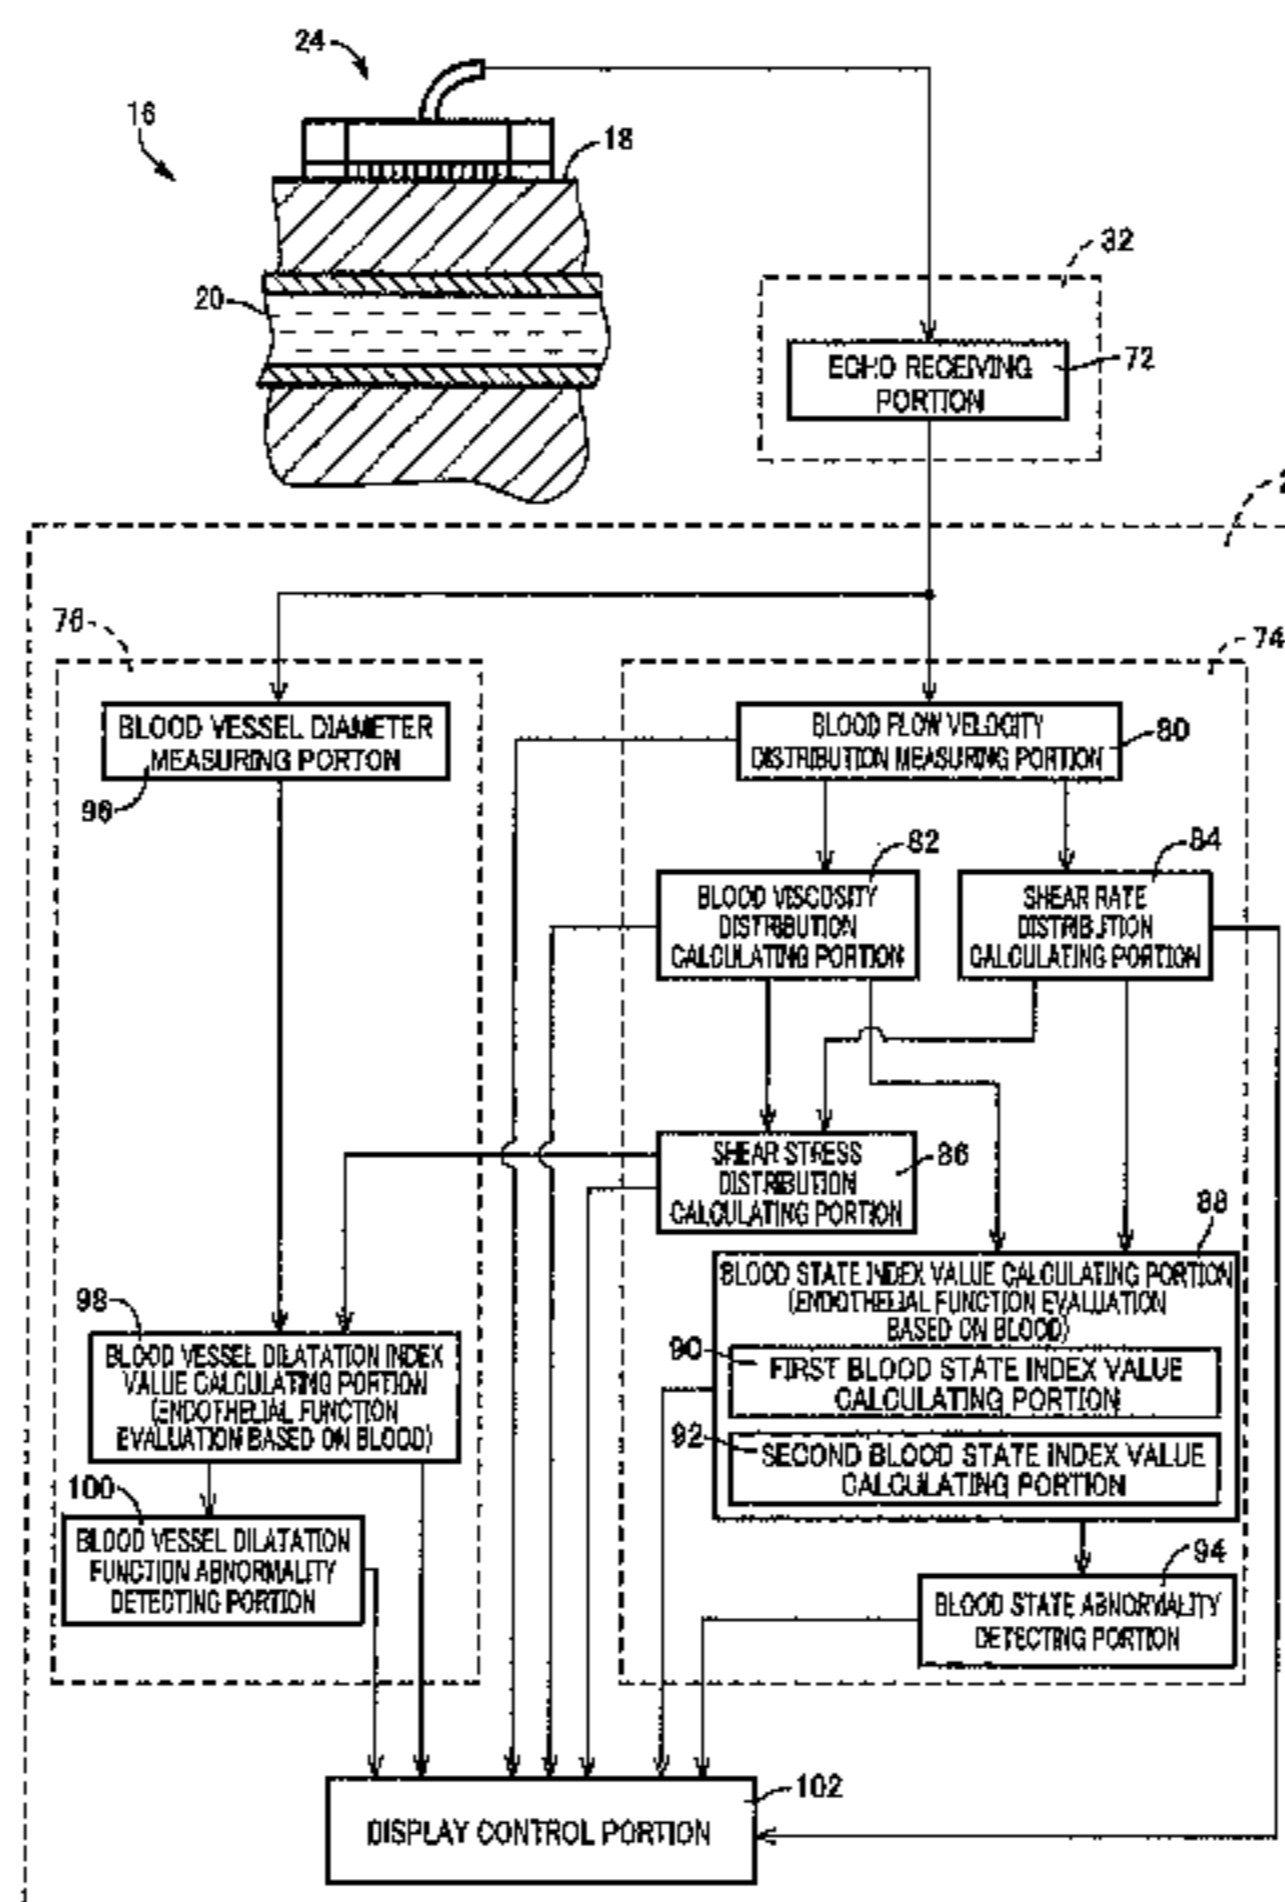 24
16
18
20
32
ECHO RECEIVING
PORTION
72
76
74
BLOOD VESSEL DIAMETER
MEASURING PORTON
96
BLOOD FLOW VELOCITY
DISTRIBUTION MEASURING PORTION
80
82
84
BLOOD VISCOSITY
DISTRIBUTION
CALCULATING PORTION
SHEAR RATE
DISTRIBUTION
CALCULATING PORTION
SHEAR STRESS
DISTRIBUTION
CALCULATING PORTION
86
88
BLOOD STATE INDEX VALUE CALCULATING PORTION
(ENDOTHELIAL FUNCTION EVALUATION
BASED ON BLOOD)
90
FIRST BLOOD STATE INDEX VALUE
CALCULATING PORTION
92
SECOND BLOOD STATE INDEX VALUE
CALCULATING PORTION
98
BLOOD VESSEL DILATATION INDEX
VALUE CALCULATING PORTION
(ENDOTHELIAL FUNCTION
EVALUATION BASED ON BLOOD)
100
BLOOD VESSEL DILATATION
FUNCTION ABNORMALITY
DETECTING PORTION
94
BLOOD STATE ABNORMALITY
DETECTING PORTION
DISPLAY CONTROL PORTION
102